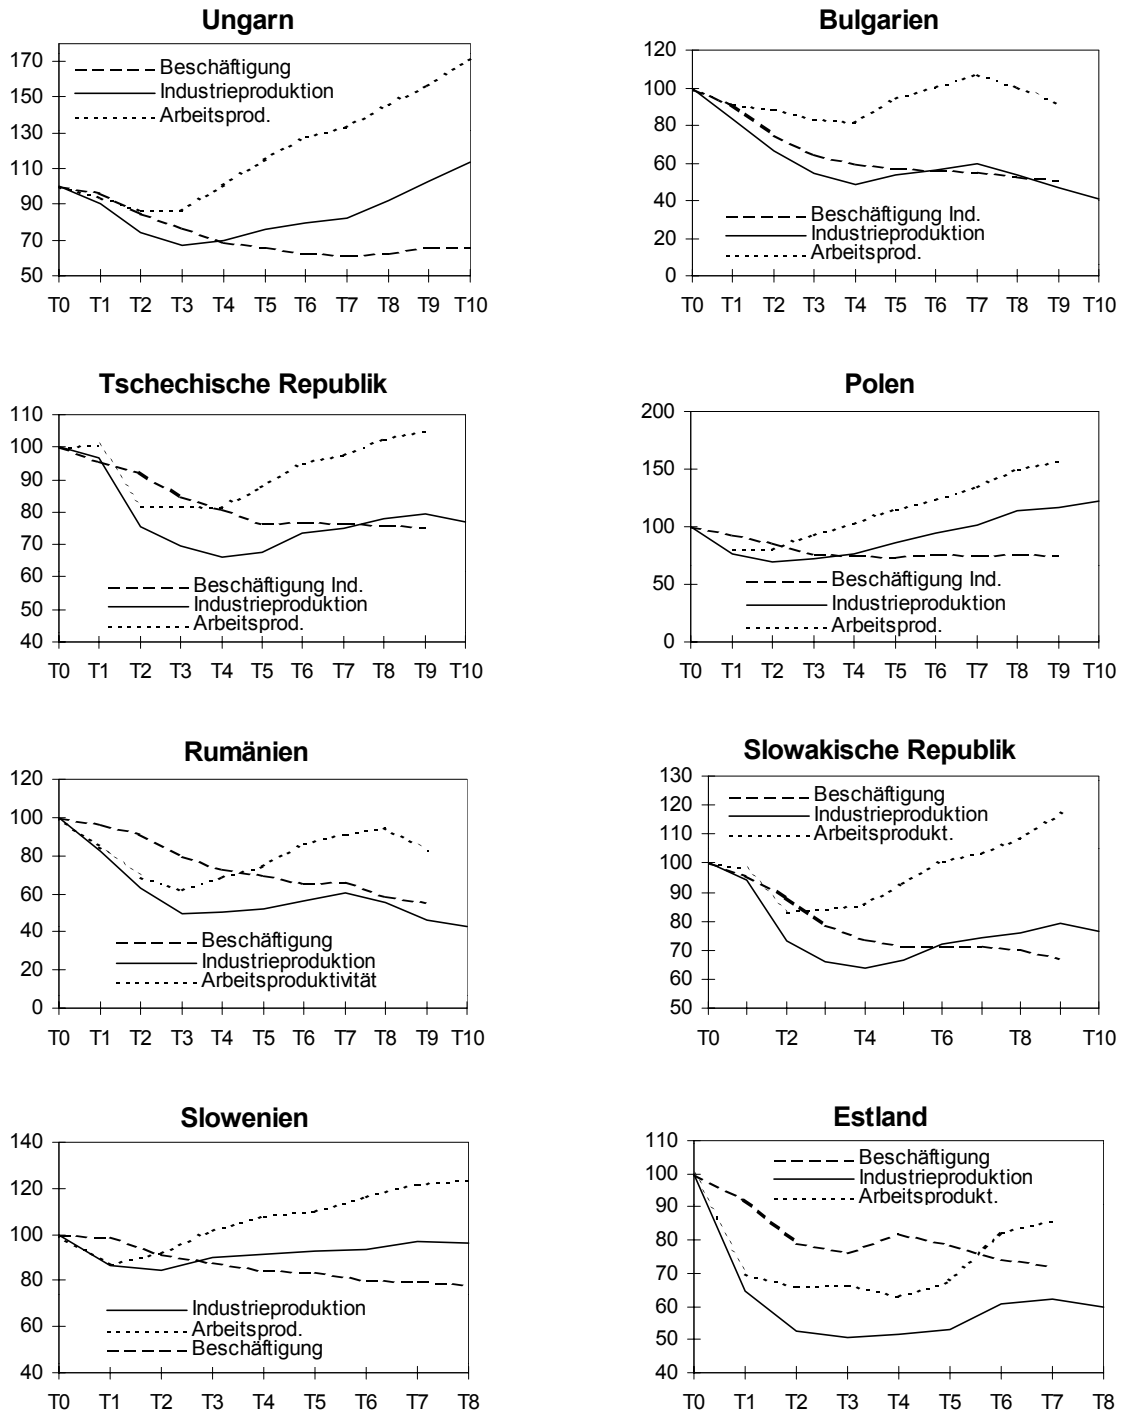 Ungarn
170
150
130
110
90
70
50
Beschäftigung
Industrieproduktion
Arbeitsprod.
T0 T1 T2 T3 T4 T5 T6 T7 T8 T9 T10
Bulgarien
120
100
80
60
40
20
0
Beschäftigung Ind.
Industrieproduktion
Arbeitsprod.
T0 T1 T2 T3 T4 T5 T6 T7 T8 T9 T10
Tschechische Republik
110
100
90
80
70
60
50
40
Beschäftigung Ind.
Industrieproduktion
Arbeitsprod.
T0 T1 T2 T3 T4 T5 T6 T7 T8 T9 T10
Polen
200
150
100
50
0
Beschäftigung Ind.
Industrieproduktion
Arbeitsprod.
T0 T1 T2 T3 T4 T5 T6 T7 T8 T9 T10
Rumänien
120
100
80
60
40
20
0
Beschäftigung
Industrieproduktion
Arbeitsproduktivität
T0 T1 T2 T3 T4 T5 T6 T7 T8 T9 T10
Slowakische Republik
130
120
110
100
90
80
70
60
50
Beschäftigung
Industrieproduktion
Arbeitsprodukt.
T0 T2 T4 T6 T8 T10
Slowenien
140
120
100
80
60
40
Industrieproduktion
Arbeitsprod.
Beschäftigung
T0 T1 T2 T3 T4 T5 T6 T7 T8
Estland
110
100
90
80
70
60
50
40
Beschäftigung
Industrieproduktion
Arbeitsprodukt.
T0 T1 T2 T3 T4 T5 T6 T7 T8